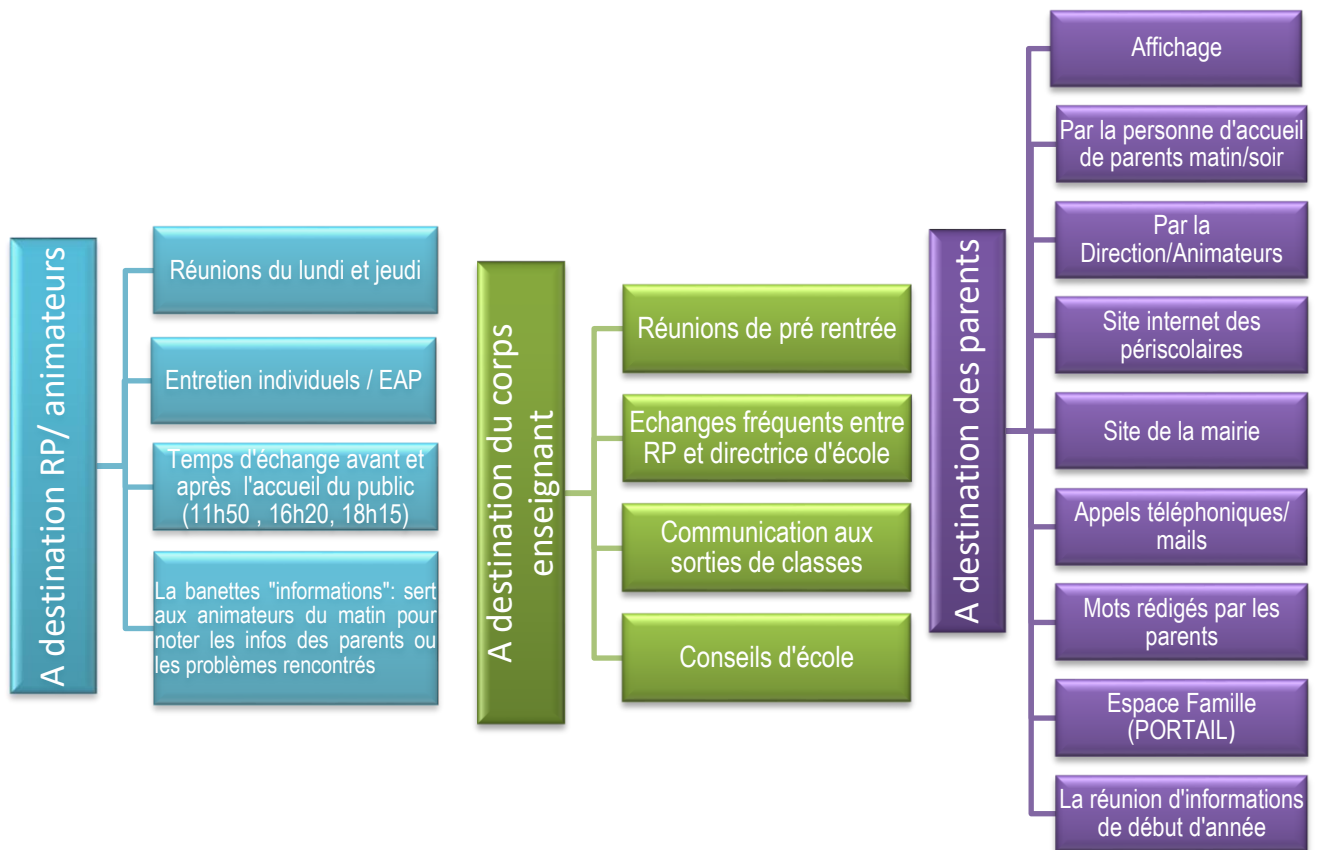 A destination RP/ animateurs
Réunions du lundi et jeudi
Entretien individuels / EAP
Temps d'échange avant et
après l'accueil du public
(11h50 , 16h20, 18h15)
La banettes "informations": sert
aux animateurs du matin pour
noter les infos des parents ou
les problèmes rencontrés
A destination du corps
enseignant
Réunions de pré rentrée
Echanges fréquents entre
RP et directrice d'école
Communication aux
sorties de classes
Conseils d'école
A destination des parents
Affichage
Par la personne d'accueil
de parents matin/soir
Par la
Direction/Animateurs
Site internet des
périscolaires
Site de la mairie
Appels téléphoniques/
mails
Mots rédigés par les
parents
Espace Famille
(PORTAIL)
La réunion d'informations
de début d'année